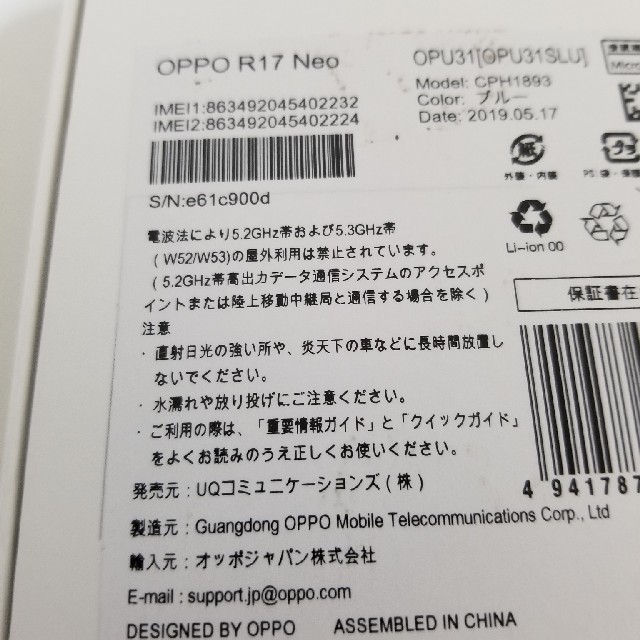 OPPO R17 Neo
OPU31[OPU31SLU]
Model: CPH1893
Color: ブルー
Date: 2019.05.17
IMEI1:863492045402232
IMEI2:863492045402224
S/N:e61c900d
紙
外装・内装
プラ
Li-ion 00
電波法により5.2GHz帯および5.3GHz帯
(W52/W53)の屋外利用は禁止されています。
(5.2GHz帯高出力データ通信システムのアクセスポ
イントまたは陸上移動中継局と通信する場合を除く)
注意
・直射日光の強い所や、炎天下の車などに長時間放置し
ないでください。
・水濡れや放り投げにご注意ください。
・ご利用の際は、「重要情報ガイド」と「クイックガイド」
をよくお読みのうえ正しくお使いください。
保証書在
発売元：UQコミュニケーションズ(株)
4 941787
製造元：Guangdong OPPO Mobile Telecommunications Corp., Ltd
輸入元：オッポジャパン株式会社
E-mail：support.jp@oppo.com
DESIGNED BY OPPO ASSEMBLED IN CHINA